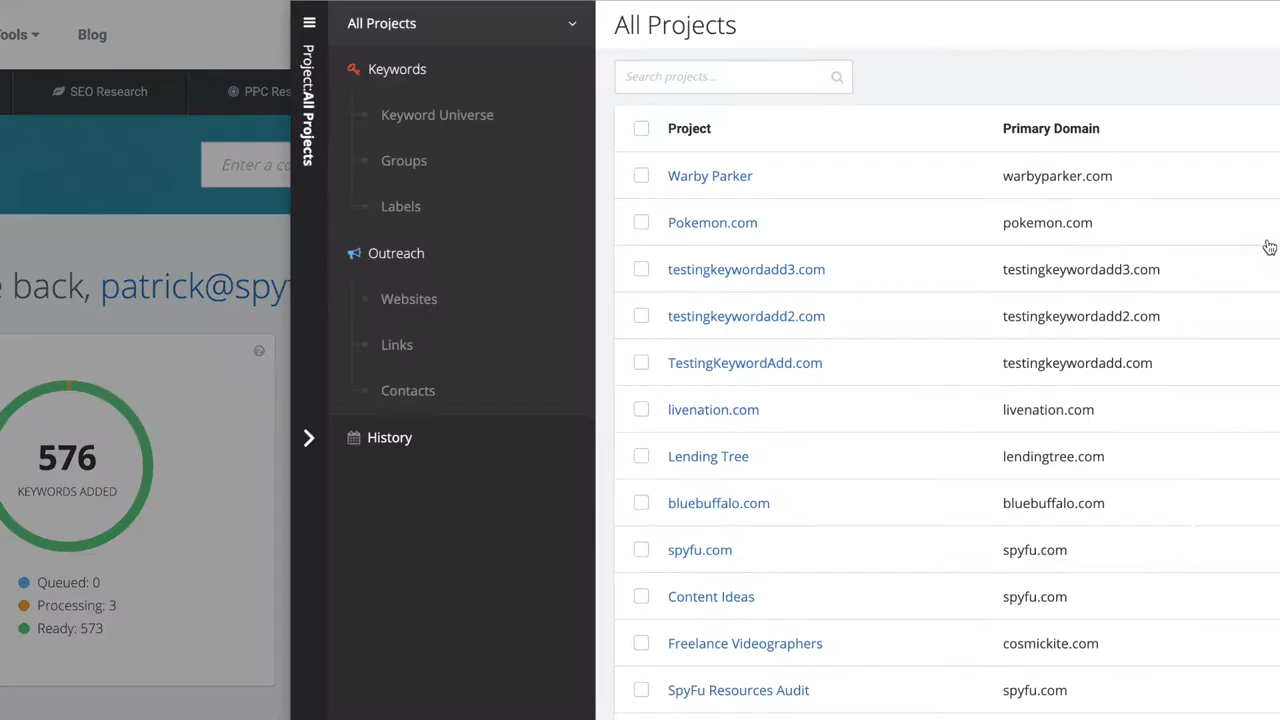 Tools
Blog
SEO Research
PPC Res
Enter a co
e back, patrick@spyf
576
KEYWORDS ADDED
Queued: 0
Processing: 3
Ready: 573
Project:All Projects
All Projects
Keywords
Keyword Universe
Groups
Labels
Outreach
Websites
Links
Contacts
History
All Projects
Search projects...
Project Primary Domain
Warby Parker warbyparker.com
Pokemon.com pokemon.com
testingkeywordadd3.com testingkeywordadd3.com
testingkeywordadd2.com testingkeywordadd2.com
TestingKeywordAdd.com testingkeywordadd.com
livenation.com livenation.com
Lending Tree lendingtree.com
bluebuffalo.com bluebuffalo.com
spyfu.com spyfu.com
Content Ideas spyfu.com
Freelance Videographers cosmickite.com
SpyFu Resources Audit spyfu.com